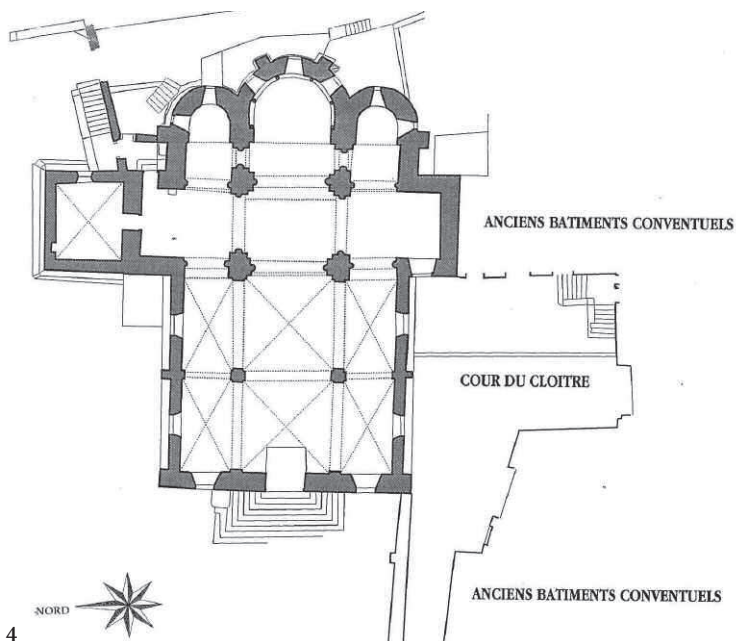 ANCIENS BATIMENTS CONVENTUELS
COUR DU CLOITRE
ANCIENS BATIMENTS CONVENTUELS
NORD
4